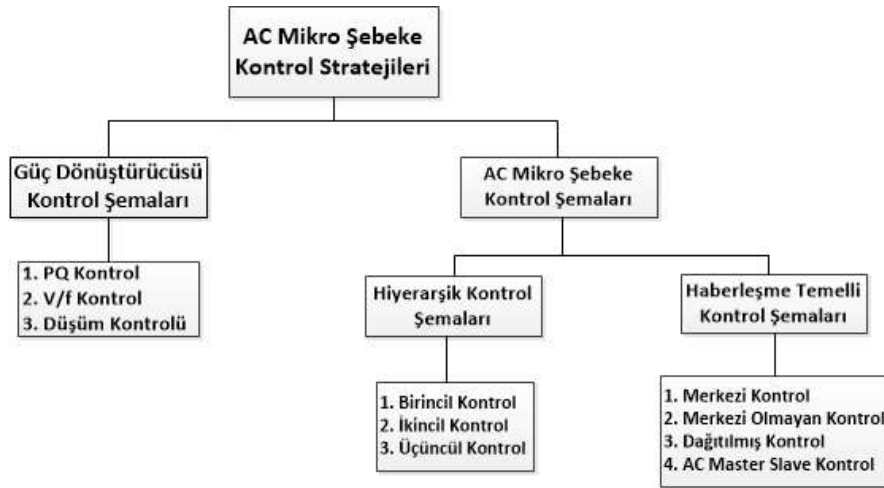 AC Mikro Şebeke
Kontrol Stratejileri
Güç Dönüştürücüsü
Kontrol Şemaları
1. PQ Kontrol
2. V/f Kontrol
3. Düşüm Kontrolü
AC Mikro Şebeke
Kontrol Şemaları
Hiyerarşik Kontrol
Şemaları
1. Birincil Kontrol
2. İkincil Kontrol
3. Üçüncül Kontrol
Haberleşme Temelli
Kontrol Şemaları
1. Merkezi Kontrol
2. Merkezi Olmayan Kontrol
3. Dağıtılmış Kontrol
4. AC Master Slave Kontrol